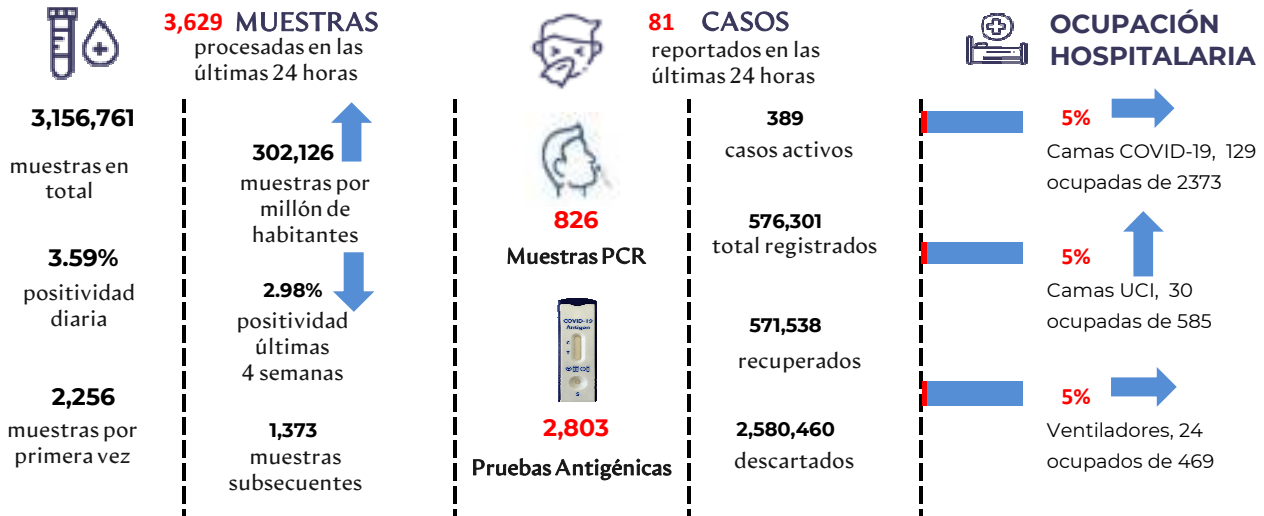 3,629 MUESTRAS
procesadas en las
últimas 24 horas
3,156,761
muestras en
total
3.59%
positividad
diaria
2,256
muestras por
primera vez
302,126
muestras por
millón de
habitantes
2.98%
positividad
últimas
4 semanas
1,373
muestras
subsecuentes
81 CASOS
reportados en las
últimas 24 horas
826
Muestras PCR
COVID-19
Antigen
C
T
S
2,803
Pruebas Antigénicas
389
casos activos
576,301
total registrados
571,538
recuperados
2,580,460
descartados
OCUPACIÓN
HOSPITALARIA
5%
Camas COVID-19, 129
ocupadas de 2373
5%
Camas UCI, 30
ocupadas de 585
5%
Ventiladores, 24
ocupados de 469